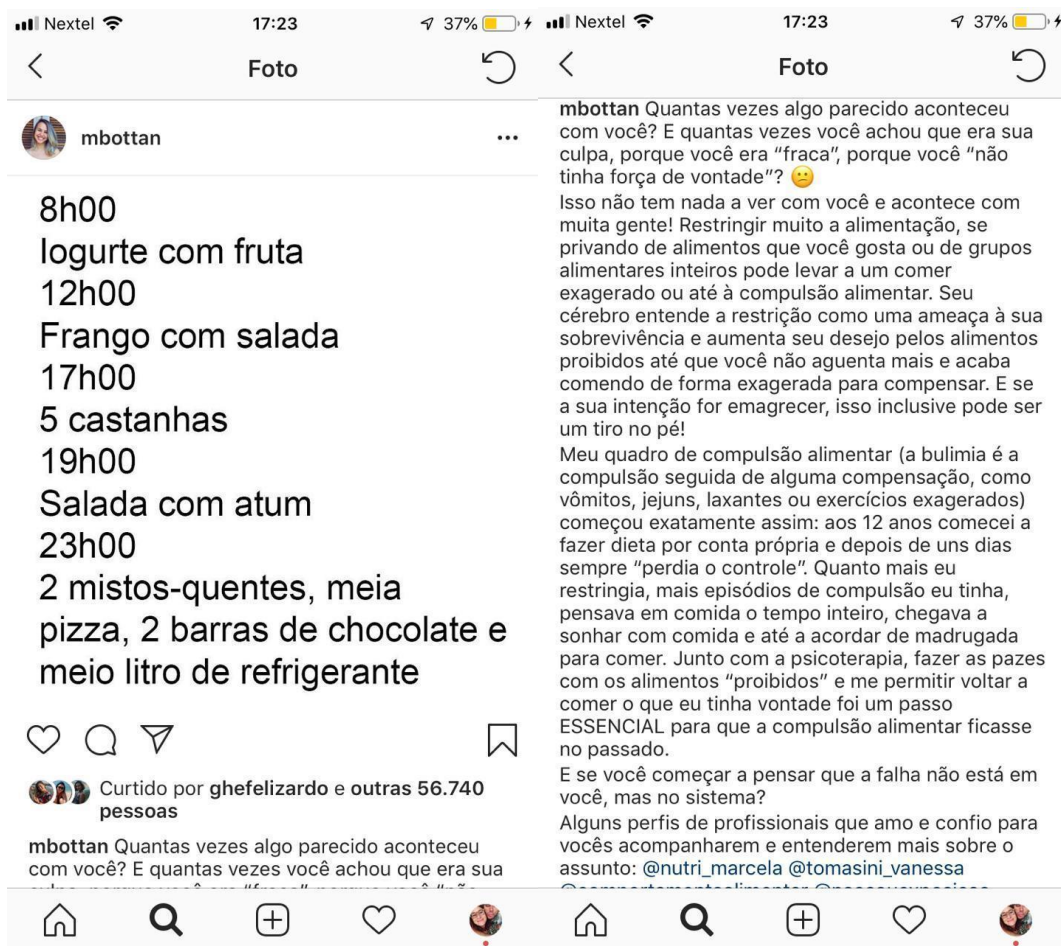 Nextel 17:23 37%
Foto
mbottan
8h00
Iogurte com fruta
12h00
Frango com salada
17h00
5 castanhas
19h00
Salada com atum
23h00
2 mistos-quentes, meia
pizza, 2 barras de chocolate e
meio litro de refrigerante
Curtido por ghefelizardo e outras 56.740
pessoas
mbottan Quantas vezes algo parecido aconteceu
com você? E quantas vezes você achou que era sua
Nextel 17:23 37%
Foto
mbottan Quantas vezes algo parecido aconteceu
com você? E quantas vezes você achou que era sua
culpa, porque você era “fraca”, porque você “não
tinha força de vontade”? 😕
Isso não tem nada a ver com você e acontece com
muita gente! Restringir muito a alimentação, se
privando de alimentos que você gosta ou de grupos
alimentares inteiros pode levar a um comer
exagerado ou até à compulsão alimentar. Seu
cérebro entende a restrição como uma ameaça à sua
sobrevivência e aumenta seu desejo pelos alimentos
proibidos até que você não aguenta mais e acaba
comendo de forma exagerada para compensar. E se
a sua intenção for emagrecer, isso inclusive pode ser
um tiro no pé!
Meu quadro de compulsão alimentar (a bulimia é a
compulsão seguida de alguma compensação, como
vômitos, jejuns, laxantes ou exercícios exagerados)
começou exatamente assim: aos 12 anos comecei a
fazer dieta por conta própria e depois de uns dias
sempre “perdia o controle”. Quanto mais eu
restringia, mais episódios de compulsão eu tinha,
pensava em comida o tempo inteiro, chegava a
sonhar com comida e até a acordar de madrugada
para comer. Junto com a psicoterapia, fazer as pazes
com os alimentos “proibidos” e me permitir voltar a
comer o que eu tinha vontade foi um passo
ESSENCIAL para que a compulsão alimentar ficasse
no passado.
E se você começar a pensar que a falha não está em
você, mas no sistema?
Alguns perfis de profissionais que amo e confio para
vocês acompanharem e entenderem mais sobre o
assunto: @nutri_marcela @tomasini_vanessa